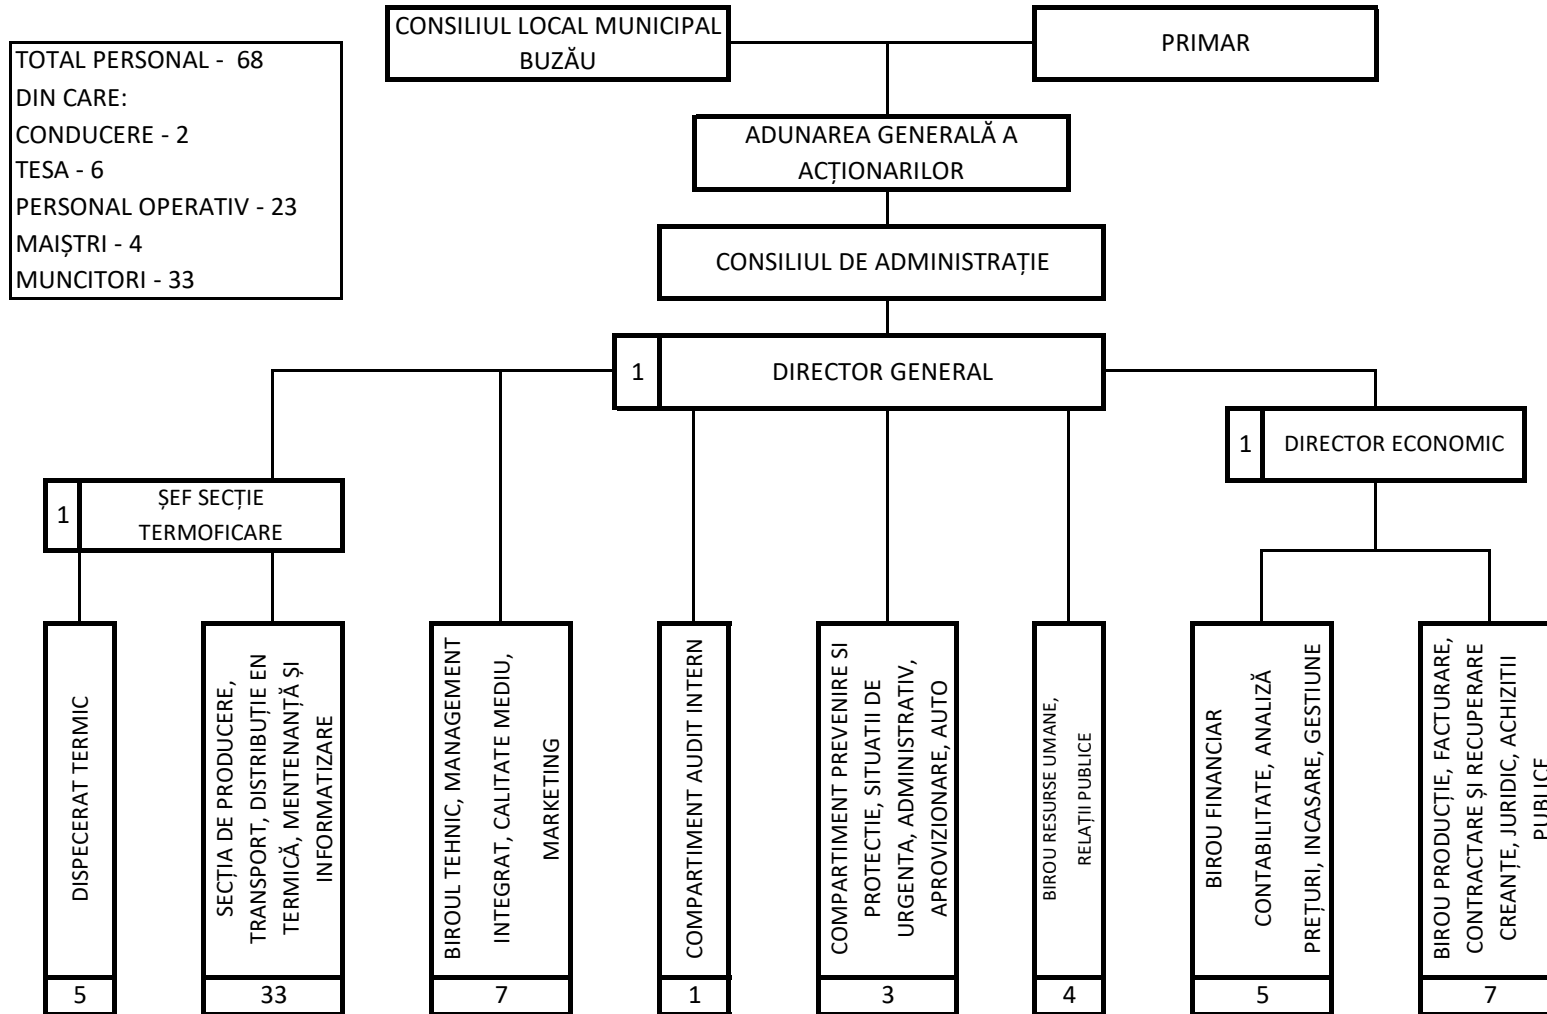 CONSILIUL LOCAL MUNICIPAL
BUZĂU
PRIMAR
TOTAL PERSONAL - 68
DIN CARE:
CONDUCERE - 2
TESA - 6
PERSONAL OPERATIV - 23
MAIȘTRI - 4
MUNCITORI - 33
ADUNAREA GENERALĂ A
ACȚIONARILOR
CONSILIUL DE ADMINISTRAȚIE
1
DIRECTOR GENERAL
1
DIRECTOR ECONOMIC
1
ȘEF SECȚIE
TERMOFICARE
DISPECERAT TERMIC
5
SECȚIA DE PRODUCERE,
TRANSPORT, DISTRIBUȚIE EN
TERMICĂ, MENTENANȚĂ ȘI
INFORMATIZARE
33
BIROUL TEHNIC, MANAGEMENT
INTEGRAT, CALITATE MEDIU,
MARKETING
7
COMPARTIMENT AUDIT INTERN
1
COMPARTIMENT PREVENIRE SI
PROTECTIE, SITUATII DE
URGENTA, ADMINISTRATIV,
APROVIZIONARE, AUTO
3
BIROU RESURSE UMANE,
RELAȚII PUBLICE
4
BIROU FINANCIAR
CONTABILITATE, ANALIZĂ
PREȚURI, INCASARE, GESTIUNE
5
BIROU PRODUCȚIE, FACTURARE,
CONTRACTARE ȘI RECUPERARE
CREANȚE, JURIDIC, ACHIZITII
PUBLICE
7